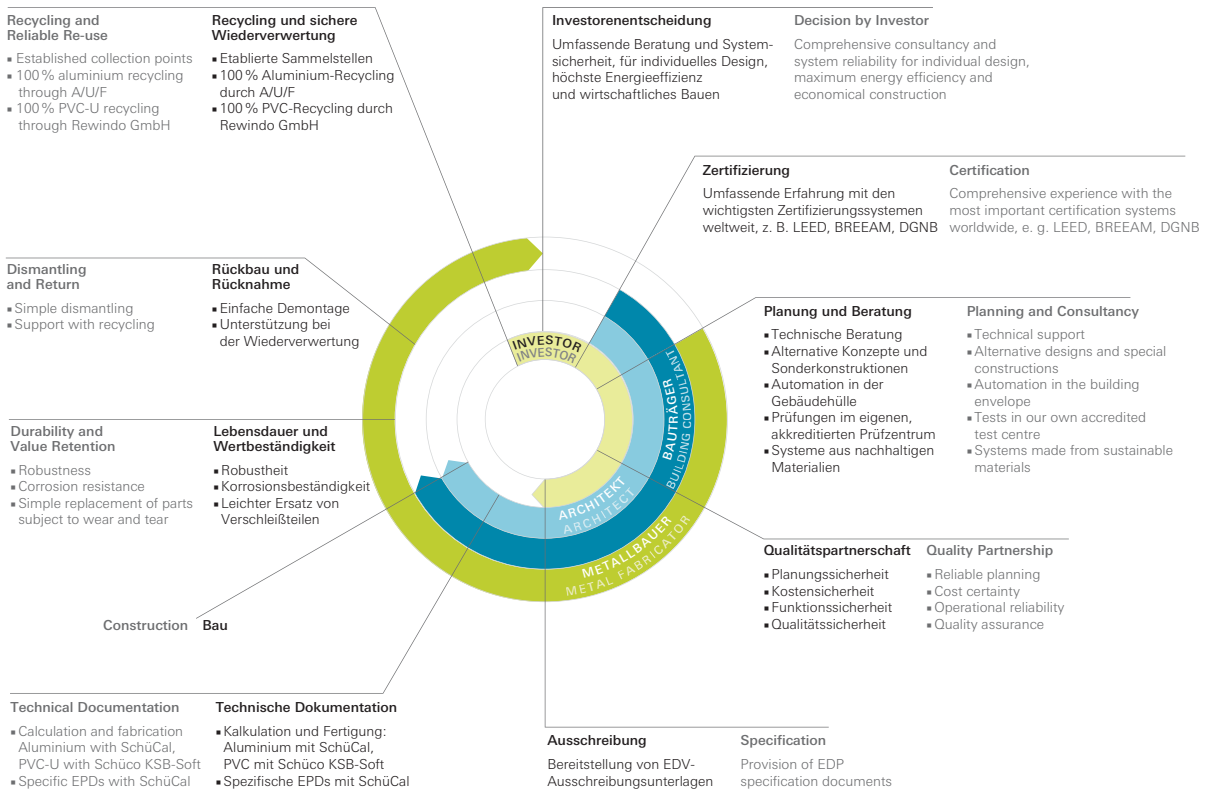 Recycling and
Reliable Re-use
▪ Established collection points
▪ 100 % aluminium recycling
through A/U/F
▪ 100 % PVC-U recycling
through Rewindo GmbH
Recycling und sichere
Wiederverwertung
▪ Etablierte Sammelstellen
▪ 100 % Aluminium-Recycling
durch A/U/F
▪ 100 % PVC-Recycling durch
Rewindo GmbH
Investorenentscheidung
Umfassende Beratung und System-
sicherheit, für individuelles Design,
höchste Energieeffizienz
und wirtschaftliches Bauen
Decision by Investor
Comprehensive consultancy and
system reliability for individual design,
maximum energy efficiency and
economical construction
Zertifizierung
Umfassende Erfahrung mit den
wichtigsten Zertifizierungssystemen
weltweit, z. B. LEED, BREEAM, DGNB
Certification
Comprehensive experience with the
most important certification systems
worldwide, e. g. LEED, BREEAM, DGNB
Dismantling
and Return
▪ Simple dismantling
▪ Support with recycling
Rückbau und
Rücknahme
▪ Einfache Demontage
▪ Unterstützung bei
der Wiederverwertung
Planung und Beratung
▪ Technische Beratung
▪ Alternative Konzepte und
Sonderkonstruktionen
▪ Automation in der
Gebäudehülle
▪ Prüfungen im eigenen,
akkreditierten Prüfzentrum
▪ Systeme aus nachhaltigen
Materialien
Planning and Consultancy
▪ Technical support
▪ Alternative designs and special
constructions
▪ Automation in the building
envelope
▪ Tests in our own accredited
test centre
▪ Systems made from sustainable
materials
INVESTOR
INVESTOR
BAUTRÄGER
BUILDING CONSULTANT
ARCHITEKT
ARCHITECT
METALLBAUER
METAL FABRICATOR
Durability and
Value Retention
▪ Robustness
▪ Corrosion resistance
▪ Simple replacement of parts
subject to wear and tear
Lebensdauer und
Wertbeständigkeit
▪ Robustheit
▪ Korrosionsbeständigkeit
▪ Leichter Ersatz von
Verschleißteilen
Qualitätspartnerschaft
▪ Planungssicherheit
▪ Kostensicherheit
▪ Funktionssicherheit
▪ Qualitätssicherheit
Quality Partnership
▪ Reliable planning
▪ Cost certainty
▪ Operational reliability
▪ Quality assurance
Construction Bau
Technical Documentation
▪ Calculation and fabrication
Aluminium with SchüCal,
PVC-U with Schüco KSB-Soft
▪ Specific EPDs with SchüCal
Technische Dokumentation
▪ Kalkulation und Fertigung:
Aluminium mit SchüCal,
PVC mit Schüco KSB-Soft
▪ Spezifische EPDs mit SchüCal
Ausschreibung
Bereitstellung von EDV-
Ausschreibungsunterlagen
Specification
Provision of EDP
specification documents